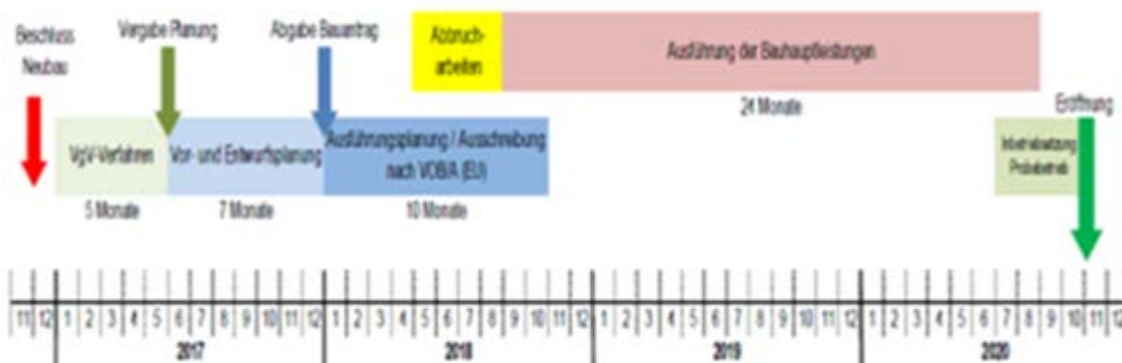 Beschluss
Neubau
Vergabe Planung
Abgabe Bauantrag
Abbruch-
arbeiten
Ausführung der Bauhauptleistungen
24 Monate
Eröffnung
VgV-Verfahren
Vor- und Entwurfsplanung
Ausführungsplanung / Ausschreibung
nach VOB/A (EU)
Inbetriebsetzung
Probebetrieb
5 Monate
7 Monate
10 Monate
11 12 1 2 3 4 5 6 7 8 9 10 11 12 1 2 3 4 5 6 7 8 9 10 11 12 1 2 3 4 5 6 7 8 9 10 11 12 1 2 3 4 5 6 7 8 9 10 11 12
2017 2018 2019 2020